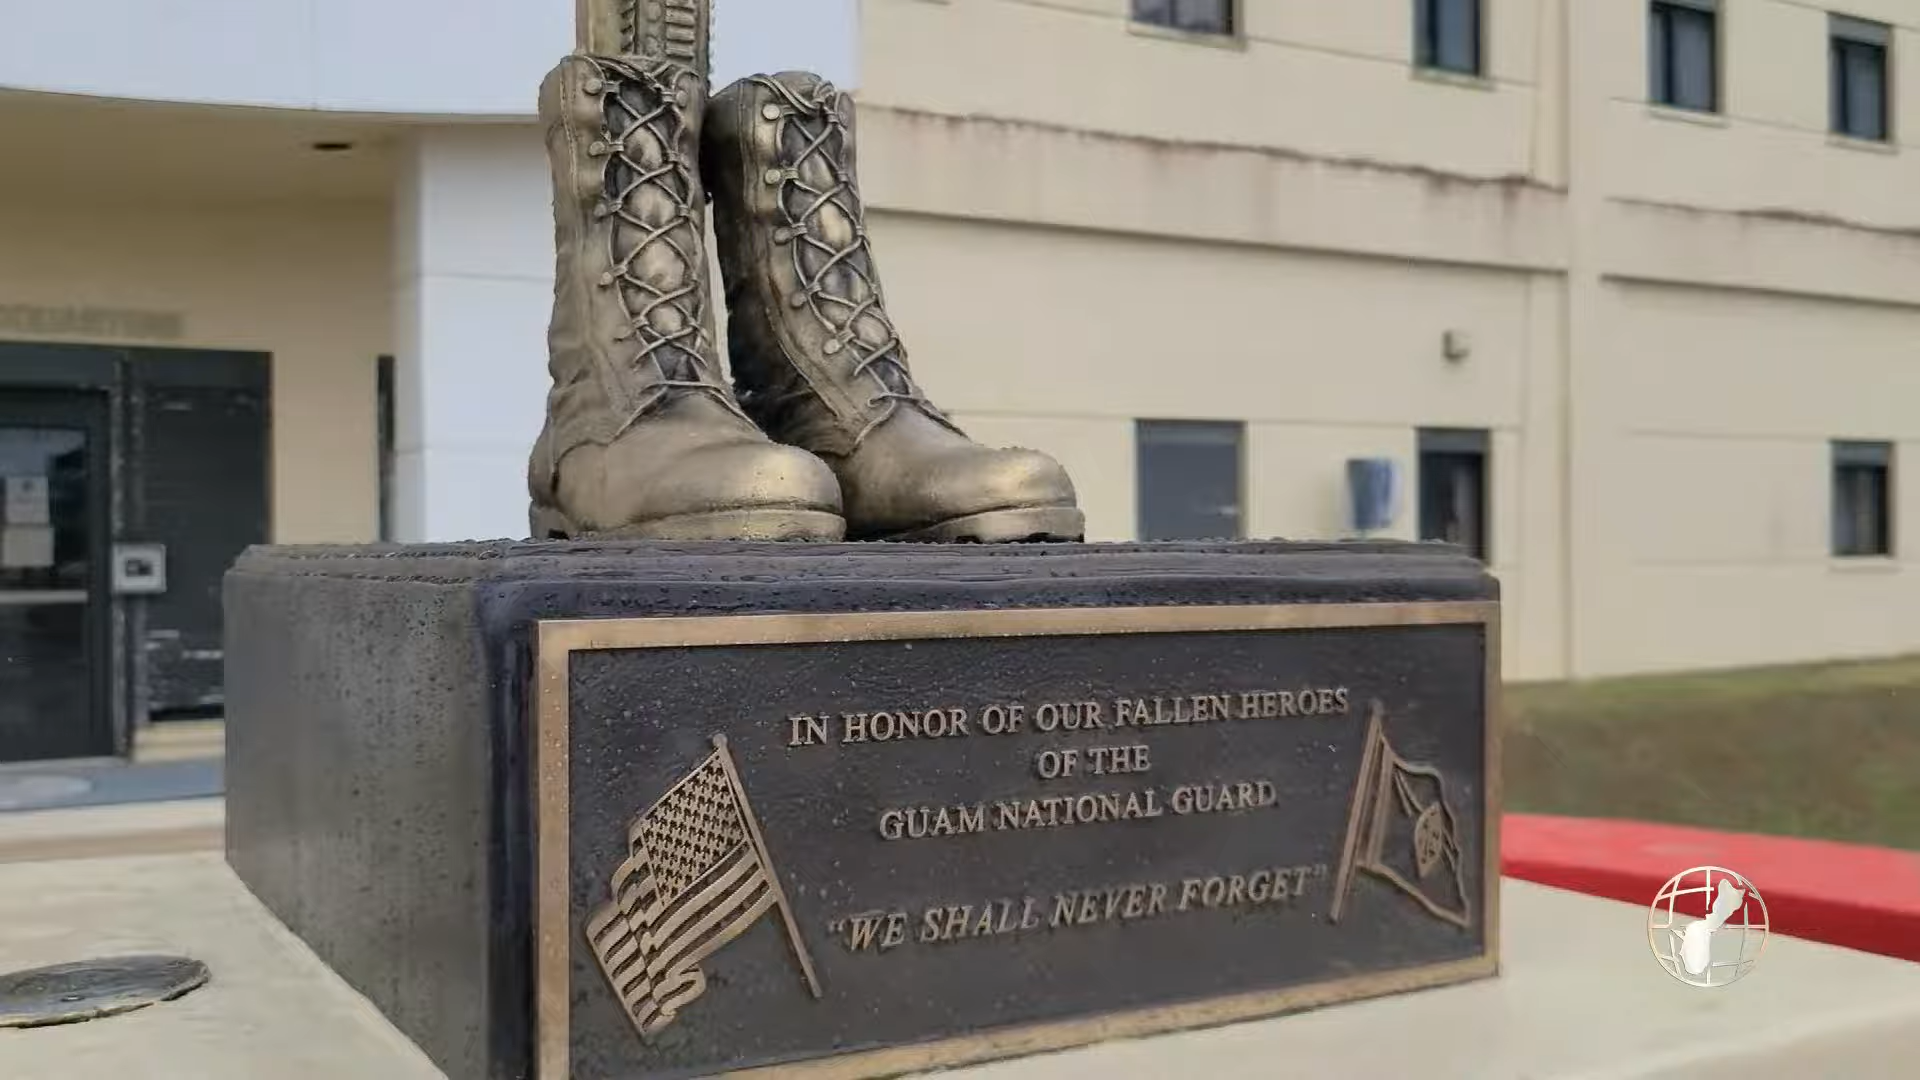 IN HONOR OF OUR FALLEN HEROES
OF THE
GUAM NATIONAL GUARD
“WE SHALL NEVER FORGET”